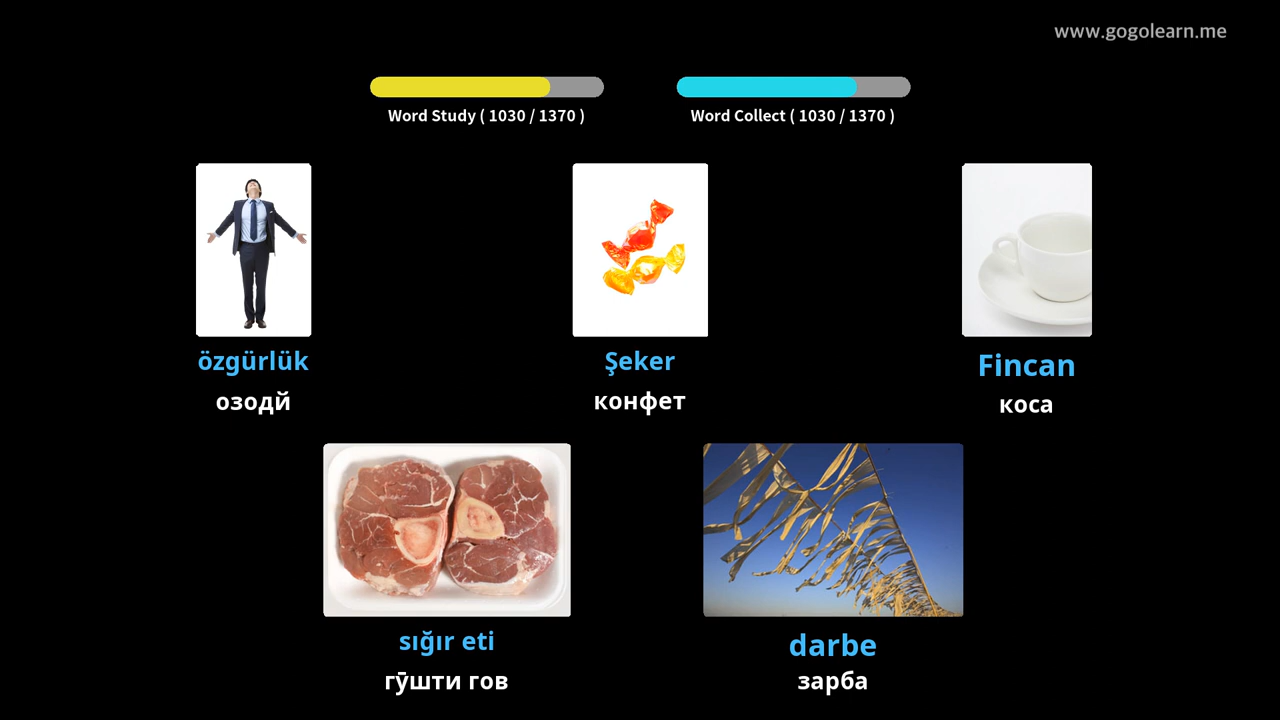 www.gogolearn.me
Word Study ( 1030 / 1370 )
Word Collect ( 1030 / 1370 )
özgürlük
Şeker
Fincan
озодӣ
конфет
коса
sığır eti
darbe
гӯшти гов
зарба